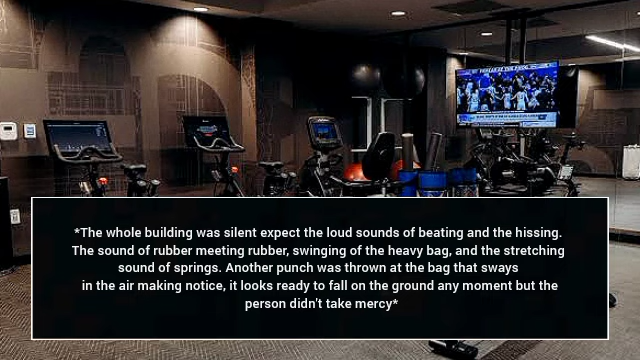 *The whole building was silent expect the loud sounds of beating and the hissing.
The sound of rubber meeting rubber, swinging of the heavy bag, and the stretching
sound of springs. Another punch was thrown at the bag that sways
in the air making notice, it looks ready to fall on the ground any moment but the
person didn't take mercy*